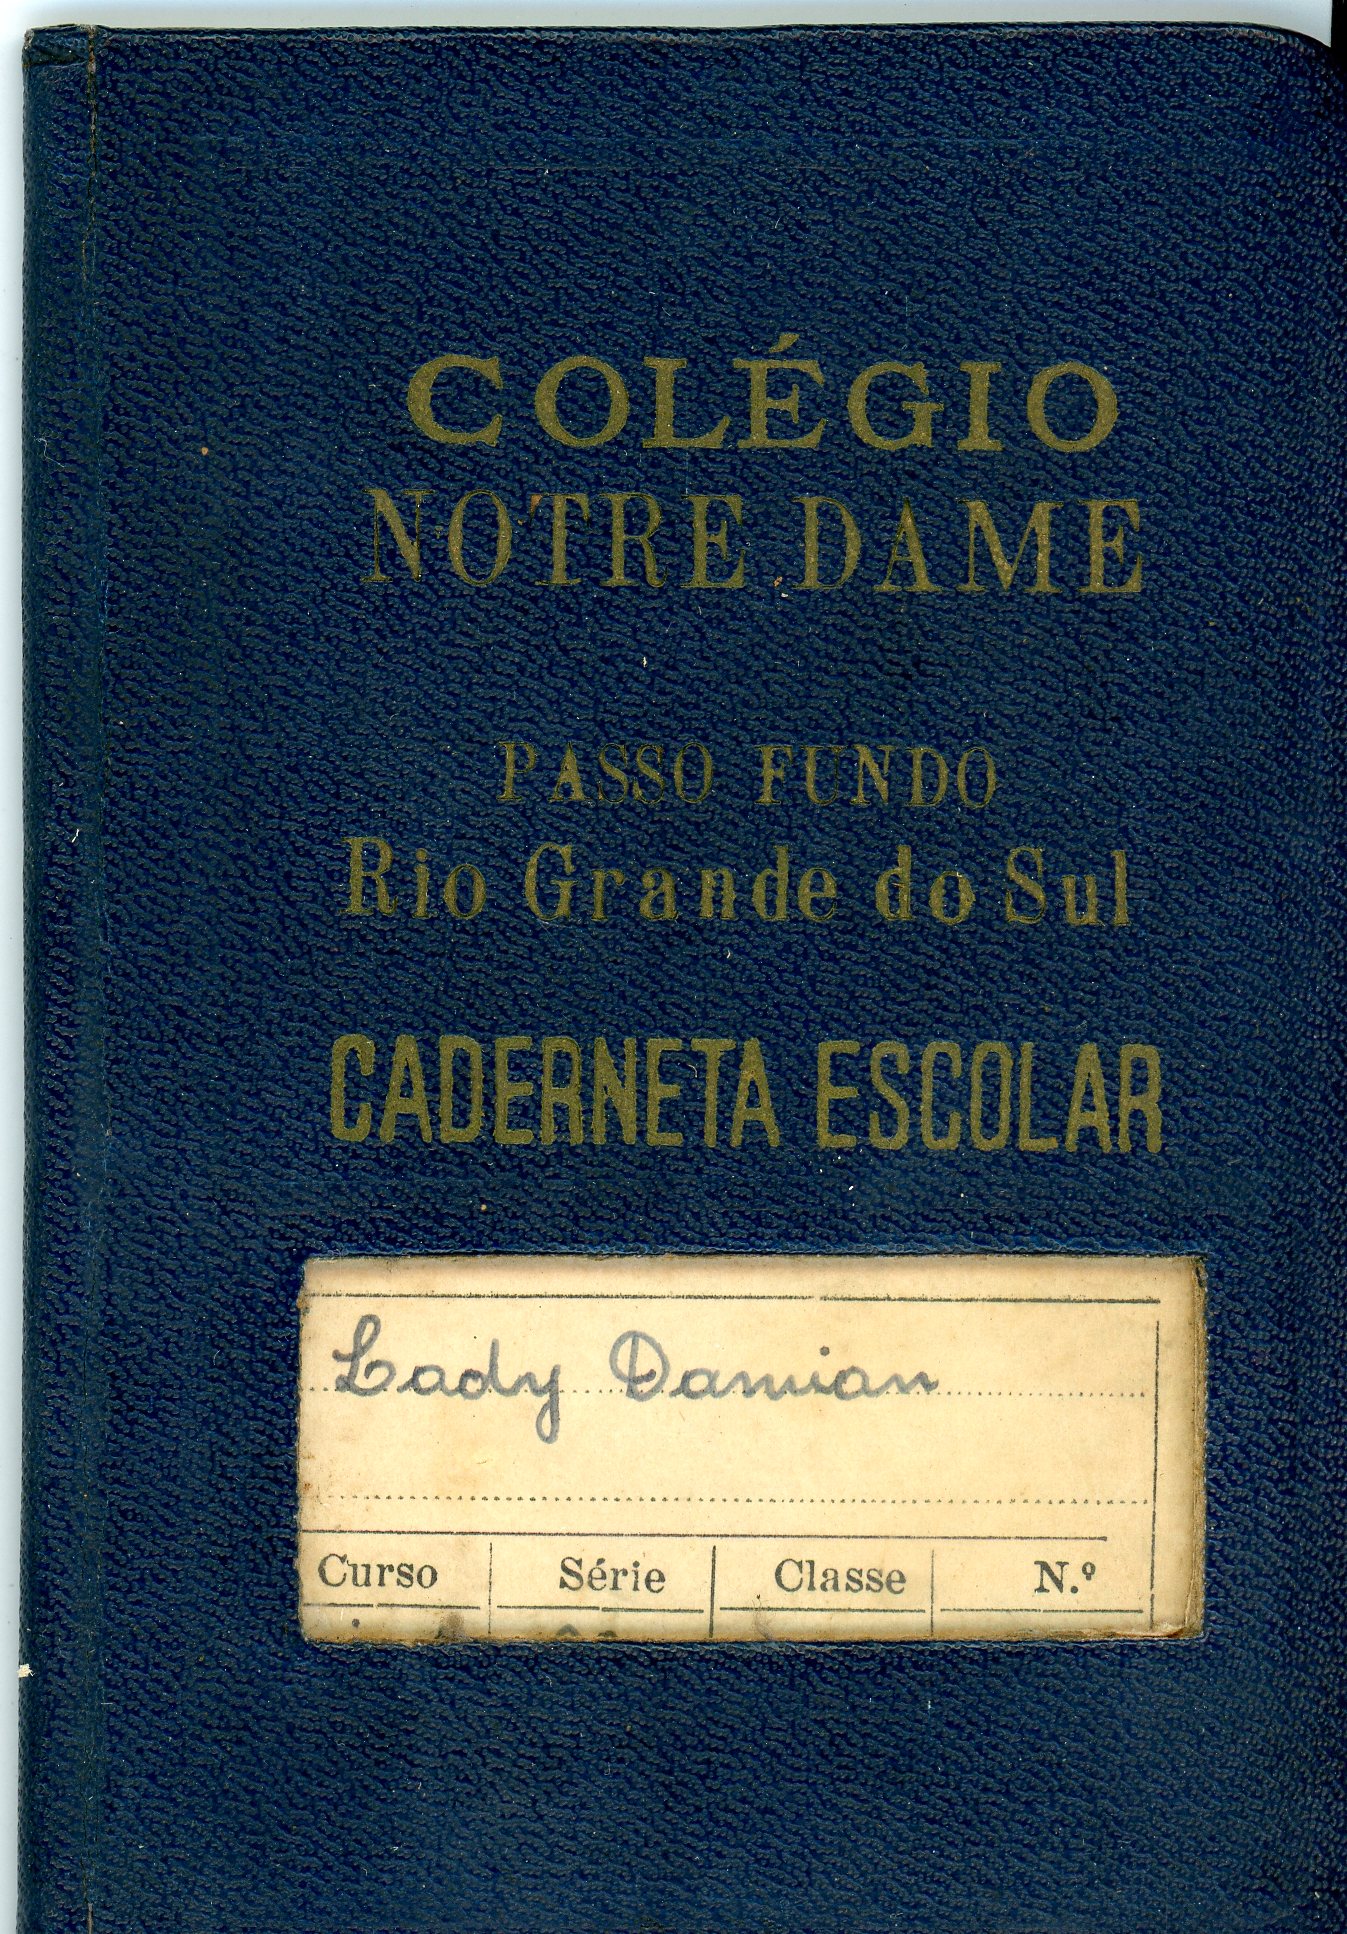 COLÉGIO
NOTRE DAME
PASSO FUNDO
Rio Grande do Sul
CADERNETA ESCOLAR
Lady Damian
Curso Série Classe N.º